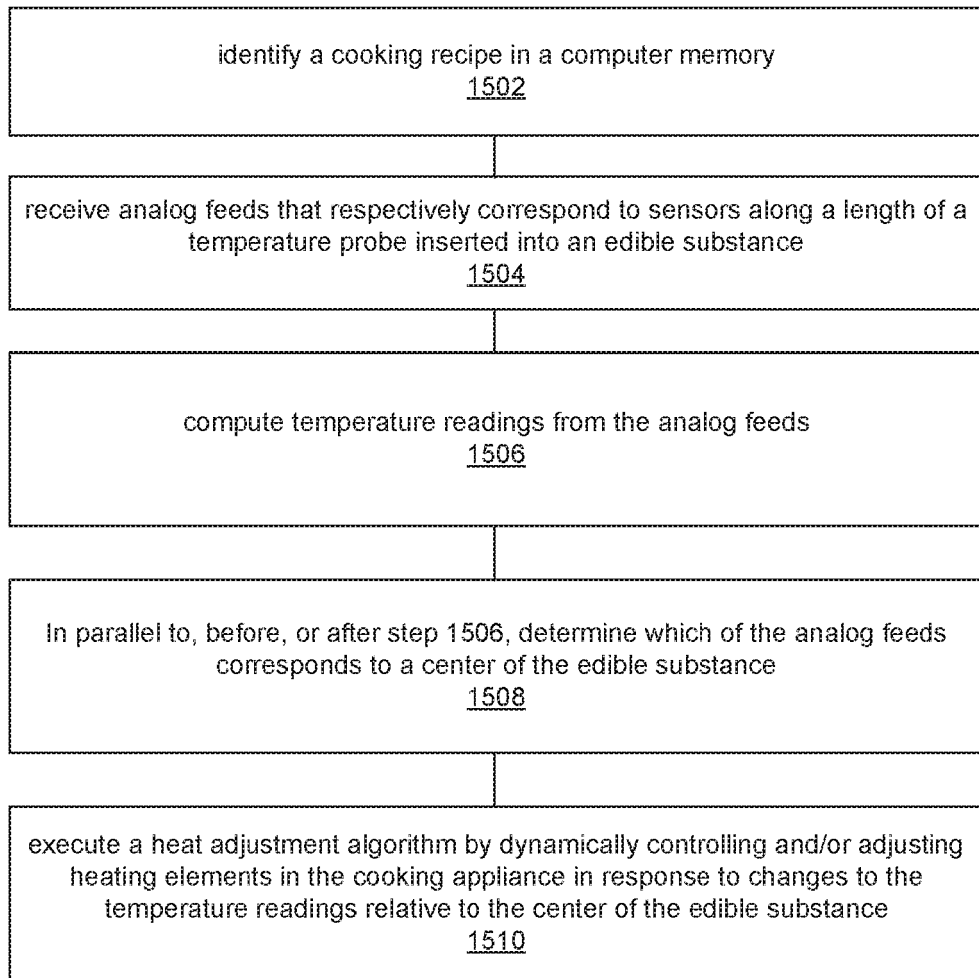 identify a cooking recipe in a computer memory
1502
receive analog feeds that respectively correspond to sensors along a length of a
temperature probe inserted into an edible substance
1504
compute temperature readings from the analog feeds
1506
In parallel to, before, or after step 1506, determine which of the analog feeds
corresponds to a center of the edible substance
1508
execute a heat adjustment algorithm by dynamically controlling and/or adjusting
heating elements in the cooking appliance in response to changes to the
temperature readings relative to the center of the edible substance
1510